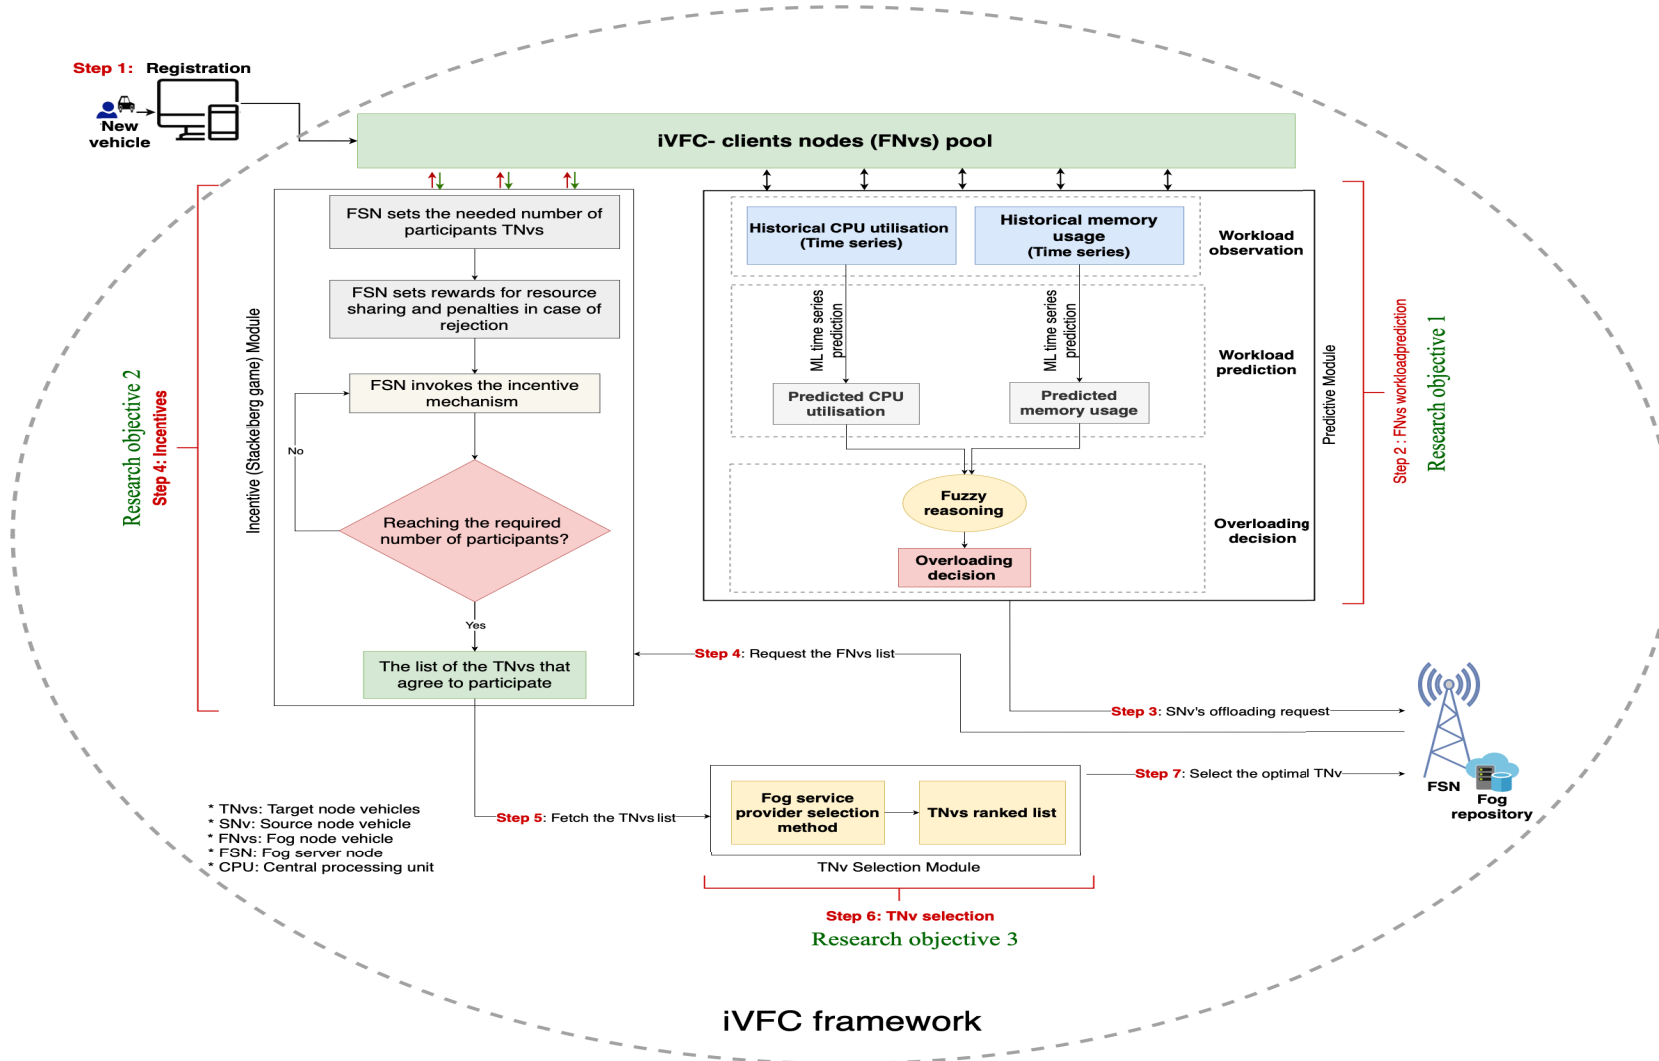 Step 1: Registration
New
vehicle
iVFC- clients nodes (FNvs) pool
Research objective 2
Step 4: Incentives
Incentive (Stackelberg game) Module
FSN sets the needed number of
participants TNvs
FSN sets rewards for resource
sharing and penalties in case of
rejection
FSN invokes the incentive
mechanism
No
Reaching the required
number of participants?
Yes
The list of the TNvs that
agree to participate
Historical CPU utilisation
(Time series)
Historical memory
usage
(Time series)
Workload
observation
ML time series
prediction
ML time series
prediction
Workload
prediction
Predicted CPU
utilisation
Predicted
memory usage
Fuzzy
reasoning
Overloading
decision
Overloading
decision
Predictive Module
Step 2 : FNvs workloadprediction
Research objective 1
Step 4: Request the FNvs list
Step 3: SNv's offloading request
Step 7: Select the optimal TNv
FSN
Fog
repository
Step 5: Fetch the TNvs list
Fog service
provider selection
method
TNvs ranked list
TNv Selection Module
Step 6: TNv selection
Research objective 3
* TNvs: Target node vehicles
* SNv: Source node vehicle
* FNvs: Fog node vehicle
* FSN: Fog server node
* CPU: Central processing unit
iVFC framework